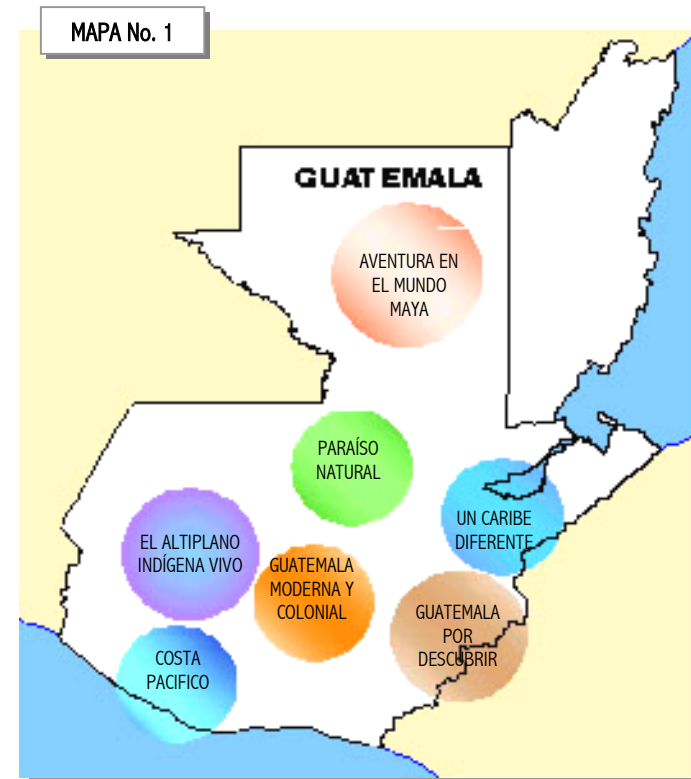 MAPA No. 1
GUATEMALA
AVENTURA EN
EL MUNDO
MAYA
PARAÍSO
NATURAL
UN CARIBE
DIFERENTE
EL ALTIPLANO
INDÍGENA VIVO
GUATEMALA
MODERNA Y
COLONIAL
GUATEMALA
POR
DESCUBRIR
COSTA
PACIFICO